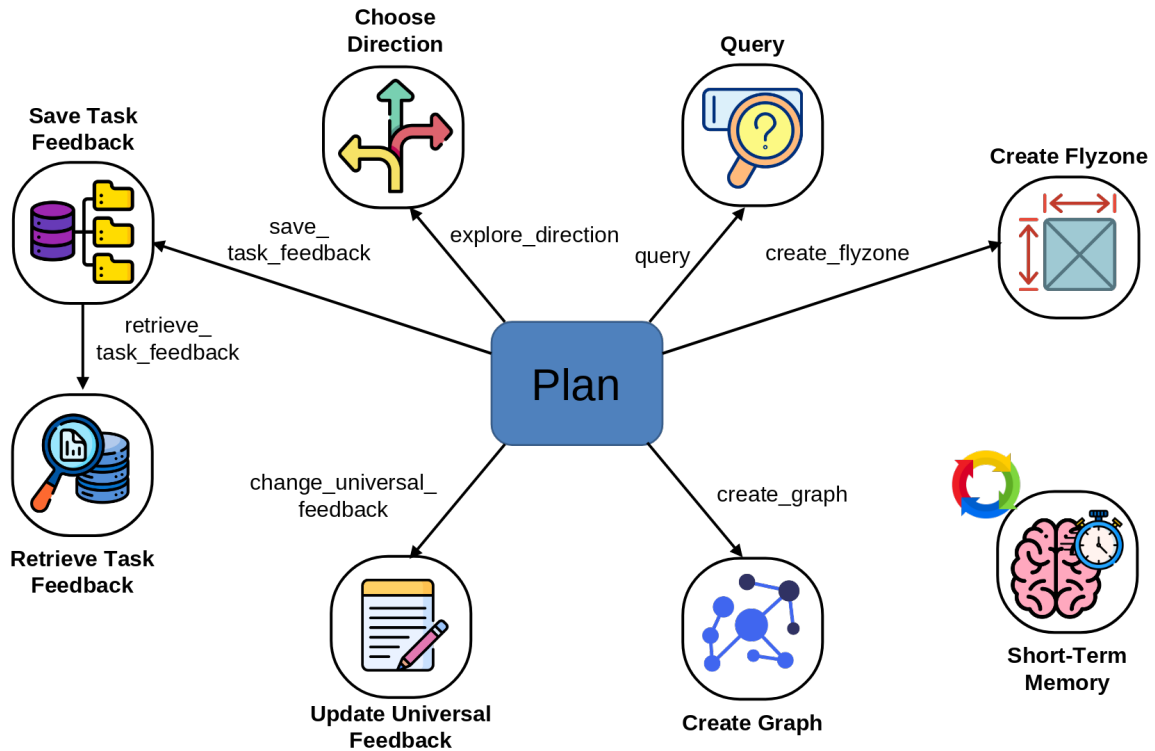 Choose
Direction
Query
Save Task
Feedback
Create Flyzone
save_
task_feedback
explore_direction
query
create_flyzone
retrieve_
task_feedback
Plan
change_universal_
feedback
create_graph
Retrieve Task
Feedback
Short-Term
Memory
Update Universal
Feedback
Create Graph